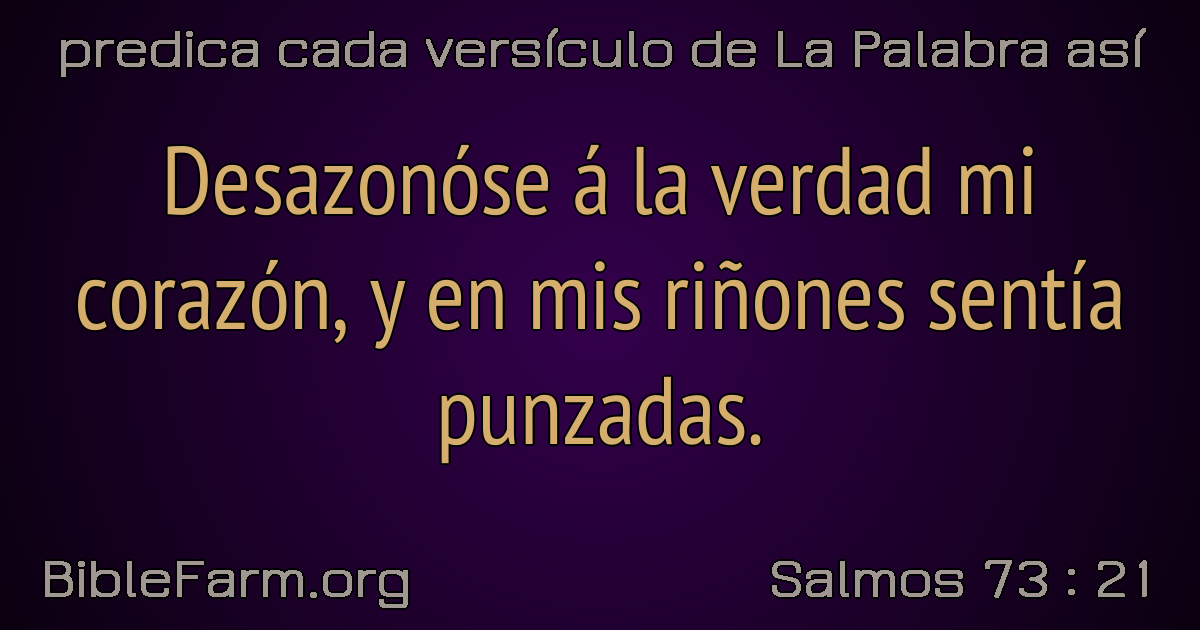 predica cada versículo de La Palabra así
Desazonóse á la verdad mi
corazón, y en mis riñones sentía
punzadas.
BibleFarm.org
Salmos 73 : 21